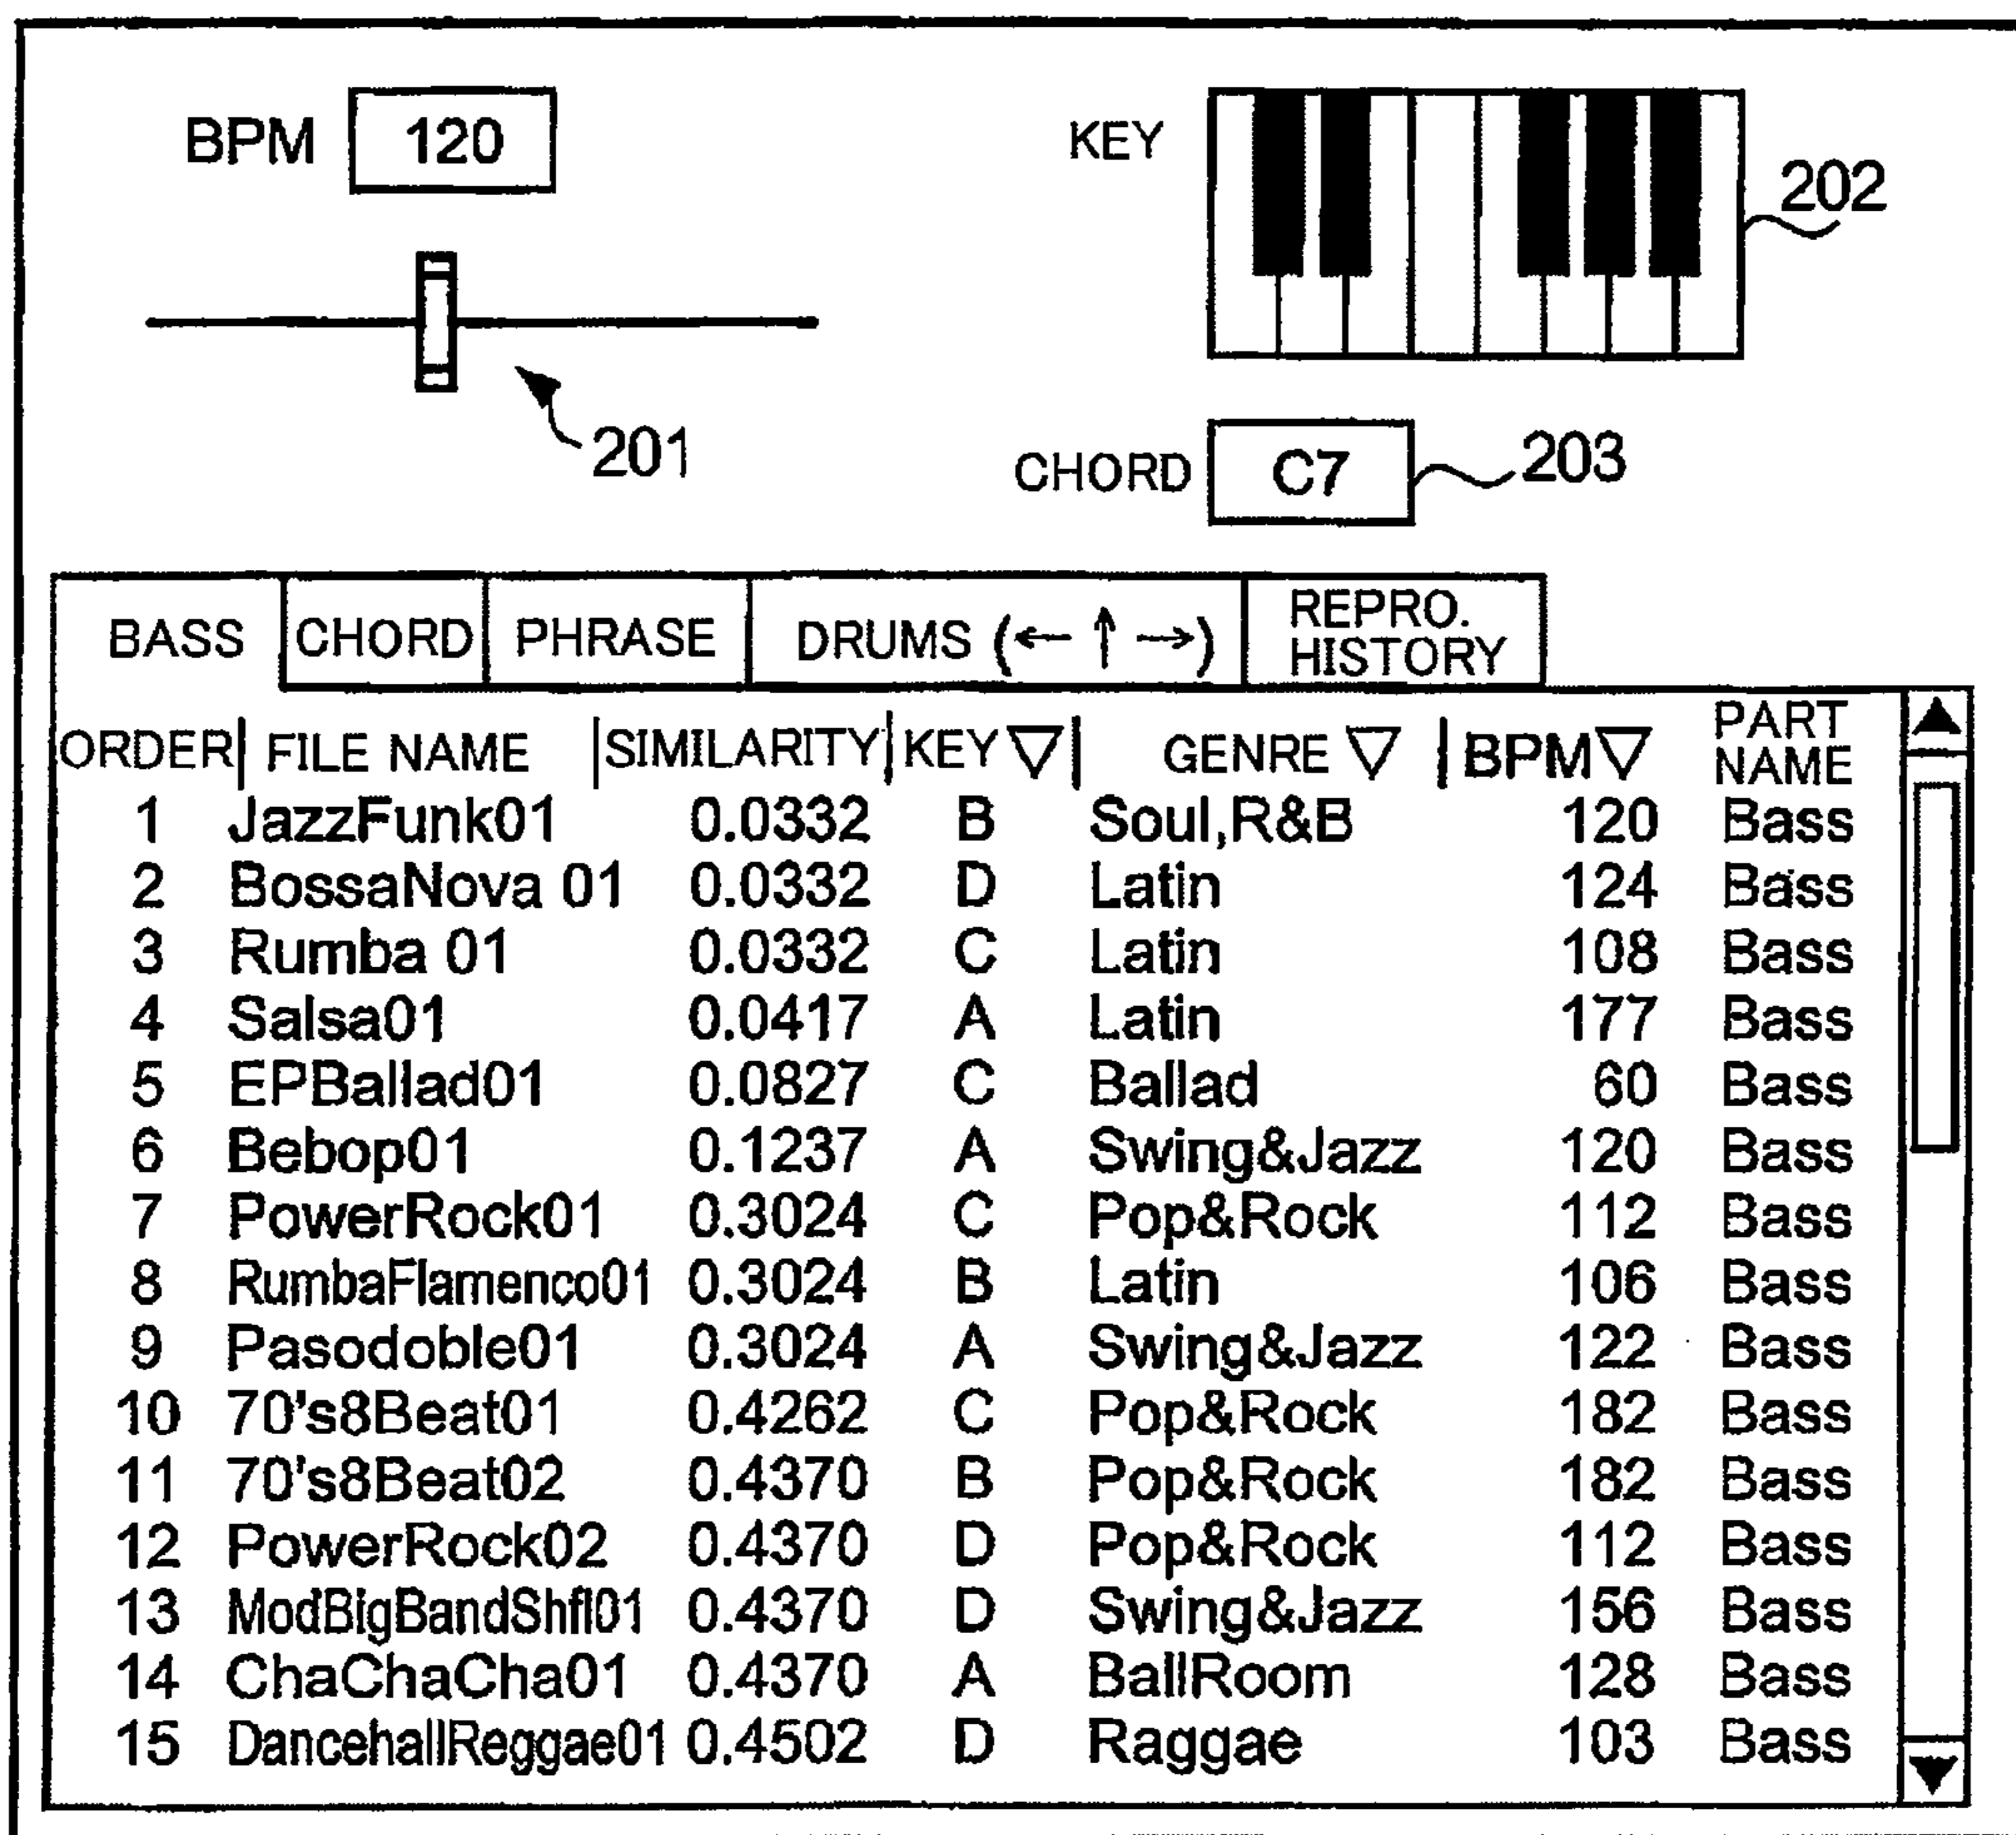 BPM 120
KEY
202
201
CHORD C7 203
BASS CHORD PHRASE DRUMS (← ↑ →) REPRO. HISTORY
ORDER FILE NAME SIMILARITY KEY▽ GENRE▽ BPM▽ PART NAME
1 JazzFunk01 0.0332 B Soul,R&B 120 Bass
2 BossaNova 01 0.0332 D Latin 124 Bass
3 Rumba 01 0.0332 C Latin 108 Bass
4 Salsa01 0.0417 A Latin 177 Bass
5 EPBallad01 0.0827 C Ballad 60 Bass
6 Bebop01 0.1237 A Swing&Jazz 120 Bass
7 PowerRock01 0.3024 C Pop&Rock 112 Bass
8 RumbaFlamenco01 0.3024 B Latin 106 Bass
9 Pasodoble01 0.3024 A Swing&Jazz 122 Bass
10 70's8Beat01 0.4262 C Pop&Rock 182 Bass
11 70's8Beat02 0.4370 B Pop&Rock 182 Bass
12 PowerRock02 0.4370 D Pop&Rock 112 Bass
13 ModBigBandShfl01 0.4370 D Swing&Jazz 156 Bass
14 ChaChaCha01 0.4370 A BallRoom 128 Bass
15 DancehallReggae01 0.4502 D Raggae 103 Bass